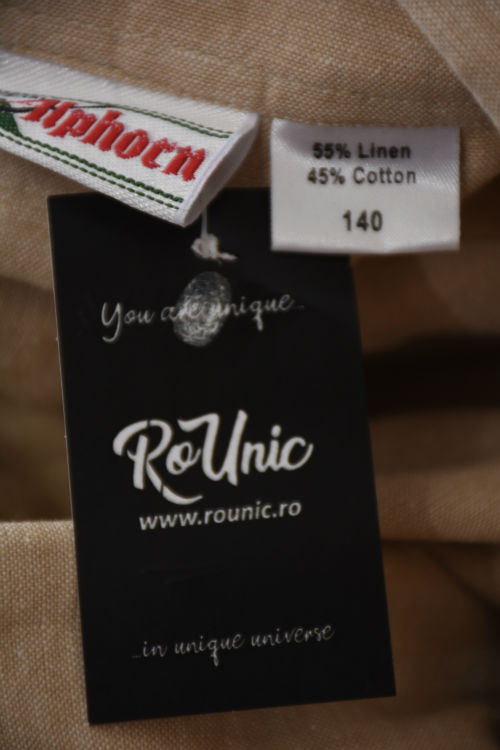 Alphorn
55% Linen
45% Cotton
140
You are unique...
RoUnic
www.rounic.ro
...in unique universe